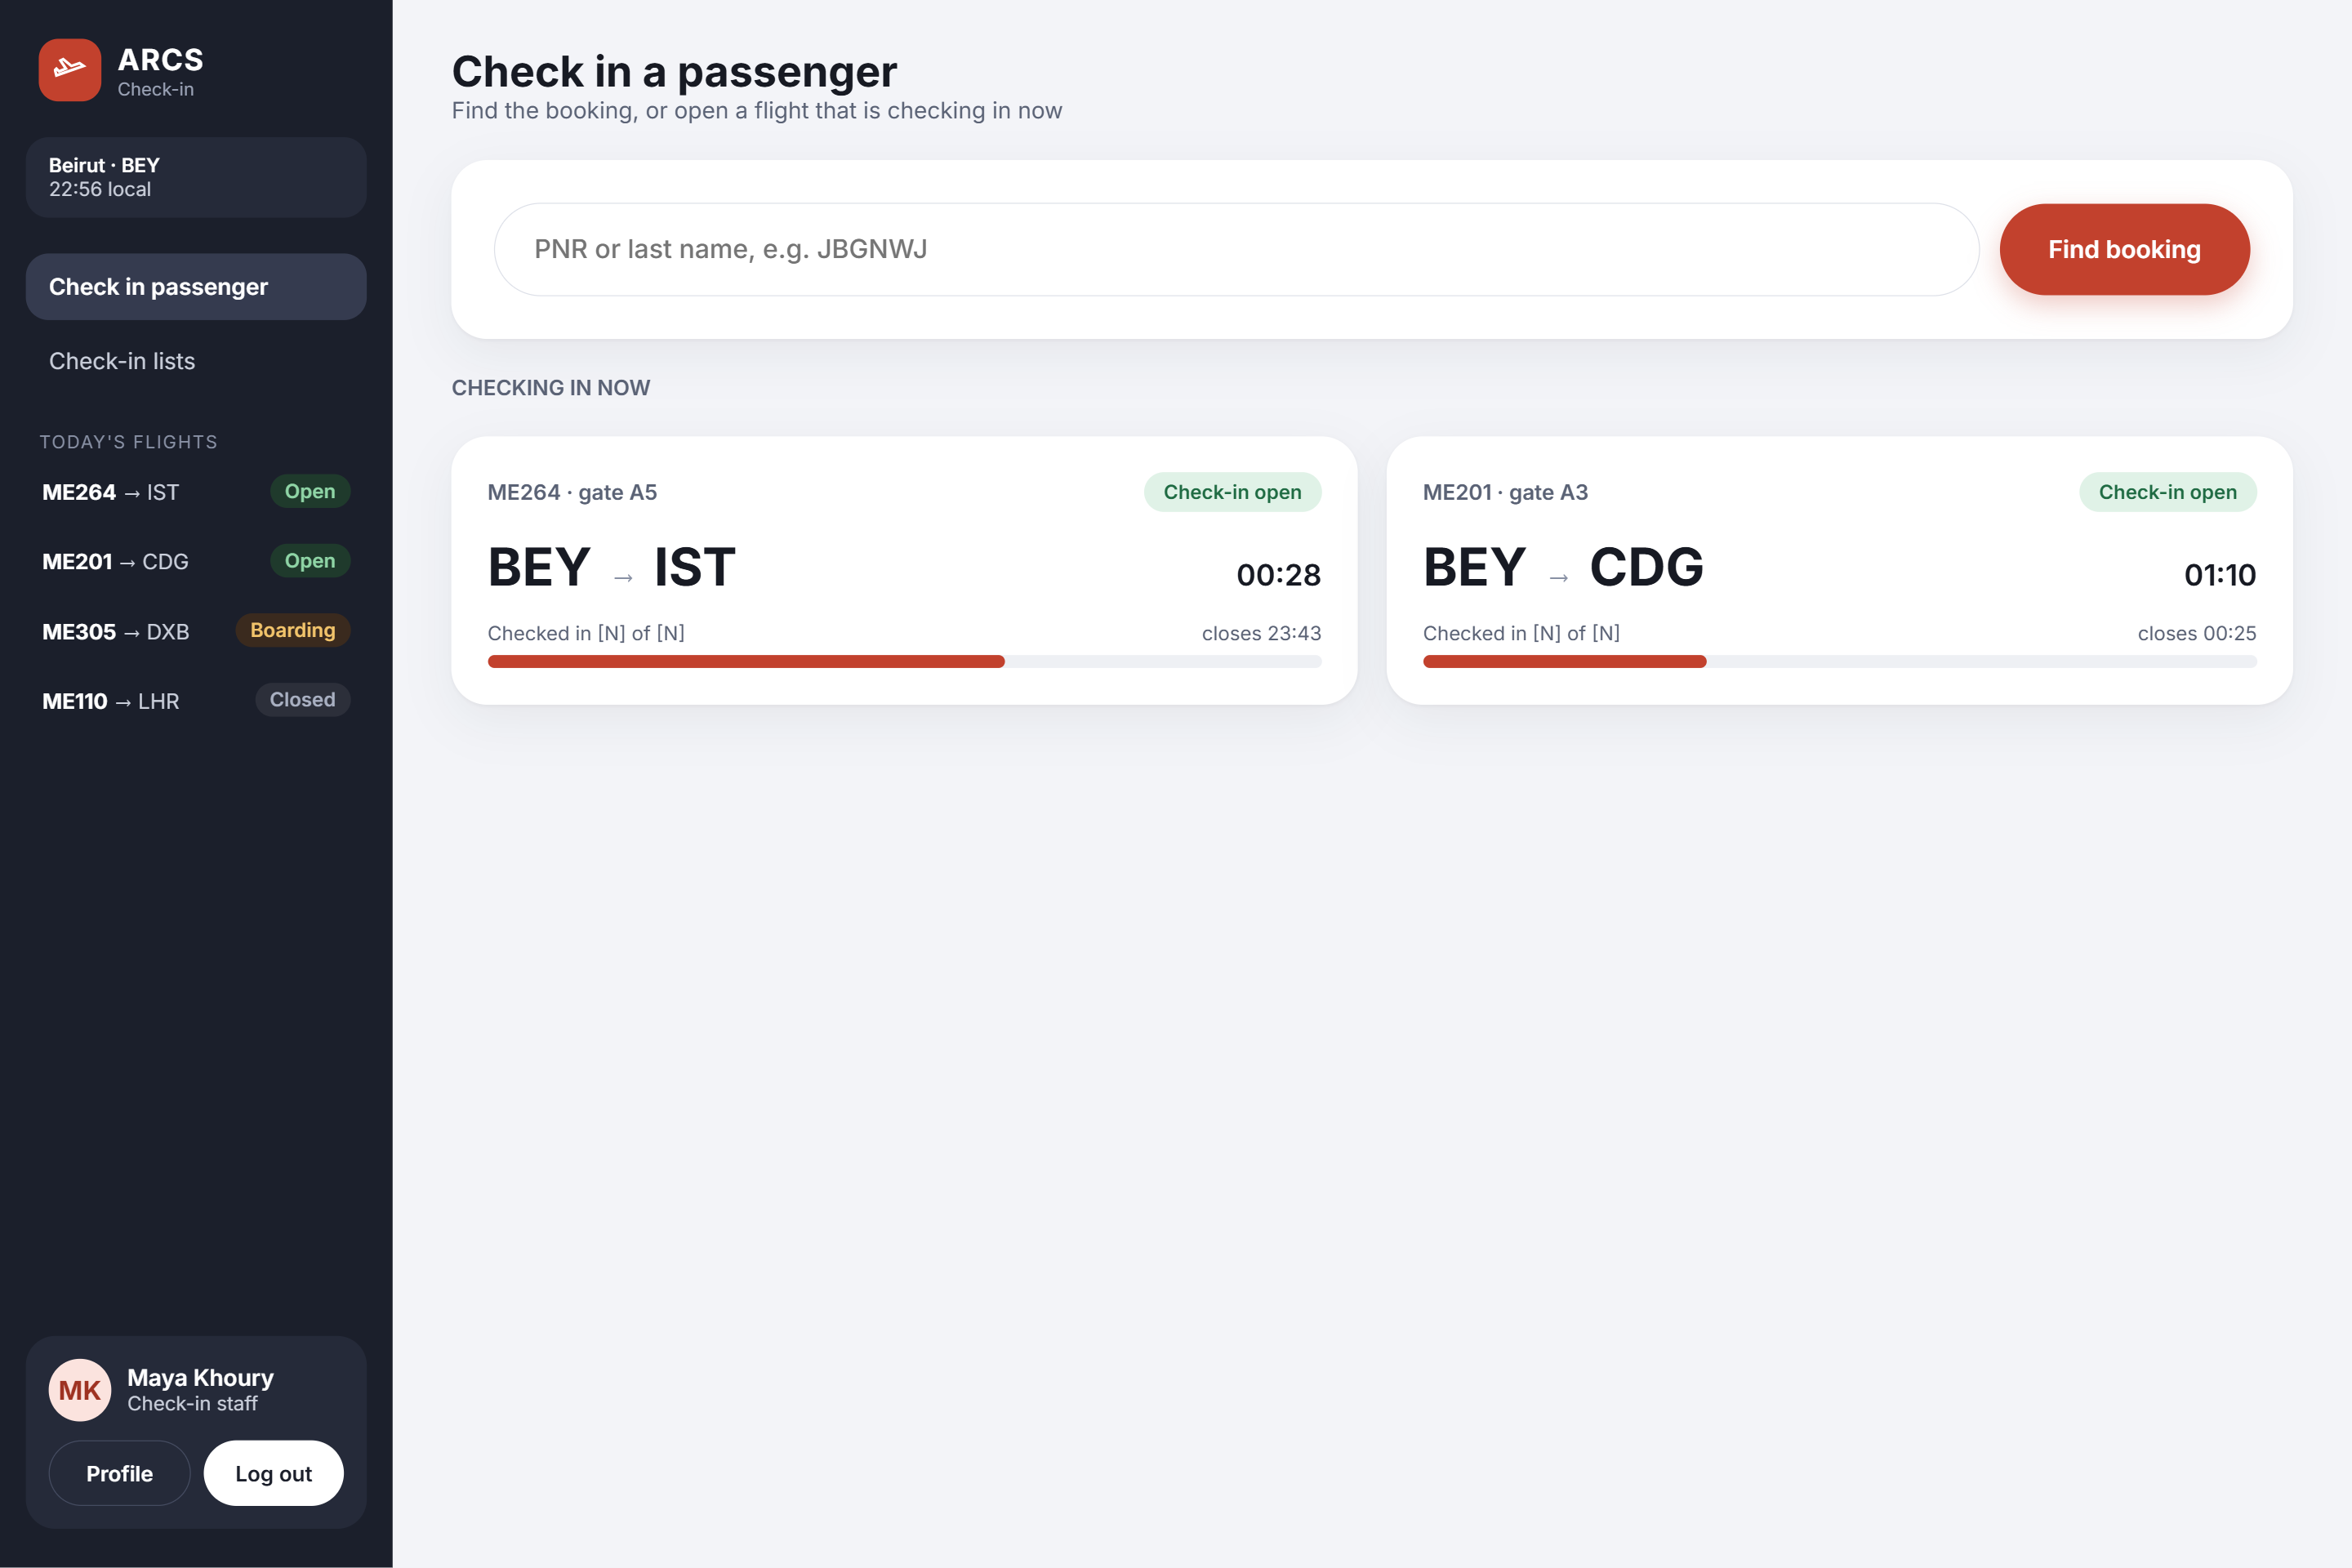 ARCS
Check-in
Beirut · BEY
22:56 local
Check in passenger
Check-in lists
TODAY'S FLIGHTS
ME264 → IST Open
ME201 → CDG Open
ME305 → DXB Boarding
ME110 → LHR Closed
MK
Maya Khoury
Check-in staff
Profile Log out
Check in a passenger
Find the booking, or open a flight that is checking in now
PNR or last name, e.g. JBGNWJ Find booking
CHECKING IN NOW
ME264 · gate A5 Check-in open
BEY → IST 00:28
Checked in [N] of [N] closes 23:43
ME201 · gate A3 Check-in open
BEY → CDG 01:10
Checked in [N] of [N] closes 00:25